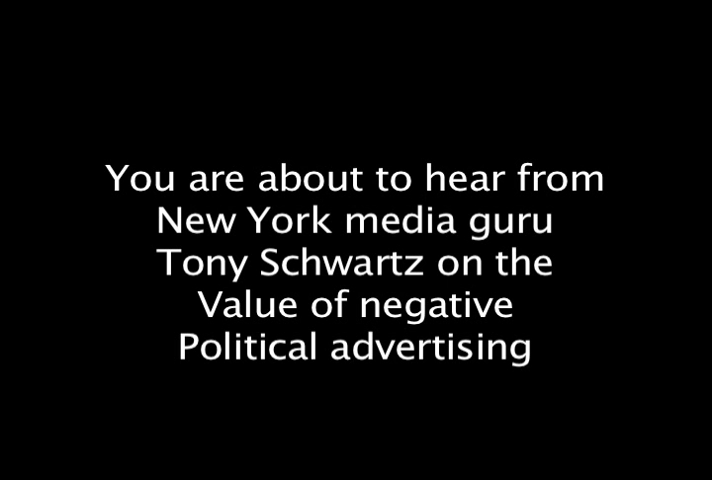 You are about to hear from
New York media guru
Tony Schwartz on the
Value of negative
Political advertising